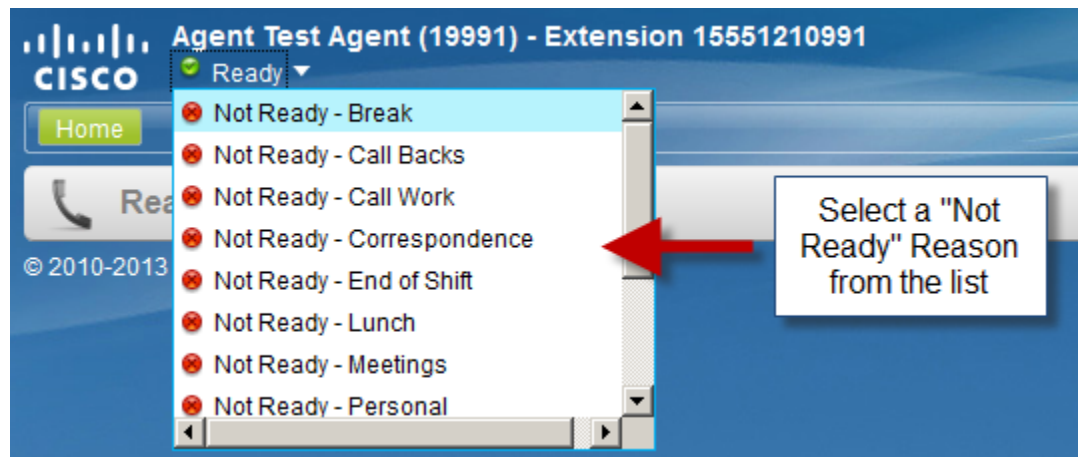 Agent Test Agent (19991) - Extension 15551210991
CISCO
Ready
Home
Not Ready - Break
Not Ready - Call Backs
Not Ready - Call Work
Not Ready - Correspondence
Not Ready - End of Shift
Not Ready - Lunch
Not Ready - Meetings
Not Ready - Personal
Rea
© 2010-2013
Select a "Not
Ready" Reason
from the list